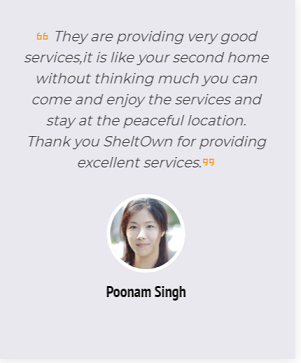 “ They are providing very good
services,it is like your second home
without thinking much you can
come and enjoy the services and
stay at the peaceful location.
Thank you SheltOwn for providing
excellent services.”
Poonam Singh